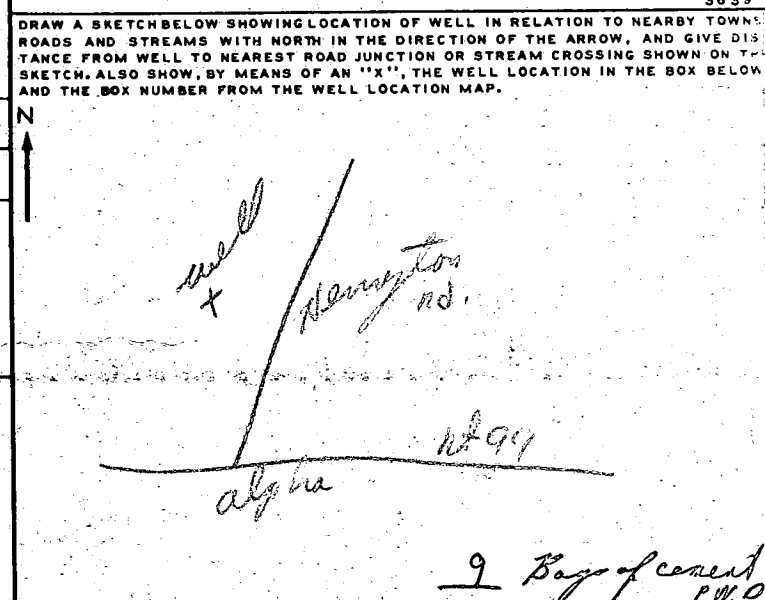 DRAW A SKETCH BELOW SHOWING LOCATION OF WELL IN RELATION TO NEARBY TOWNS
ROADS AND STREAMS WITH NORTH IN THE DIRECTION OF THE ARROW, AND GIVE DIS
TANCE FROM WELL TO NEAREST ROAD JUNCTION OR STREAM CROSSING SHOWN ON
SKETCH. ALSO SHOW, BY MEANS OF AN "X", THE WELL LOCATION IN THE BOX BELOW
AND THE BOX NUMBER FROM THE WELL LOCATION MAP.
N
well
X
rd.
99
alpha
9 Bags of cement